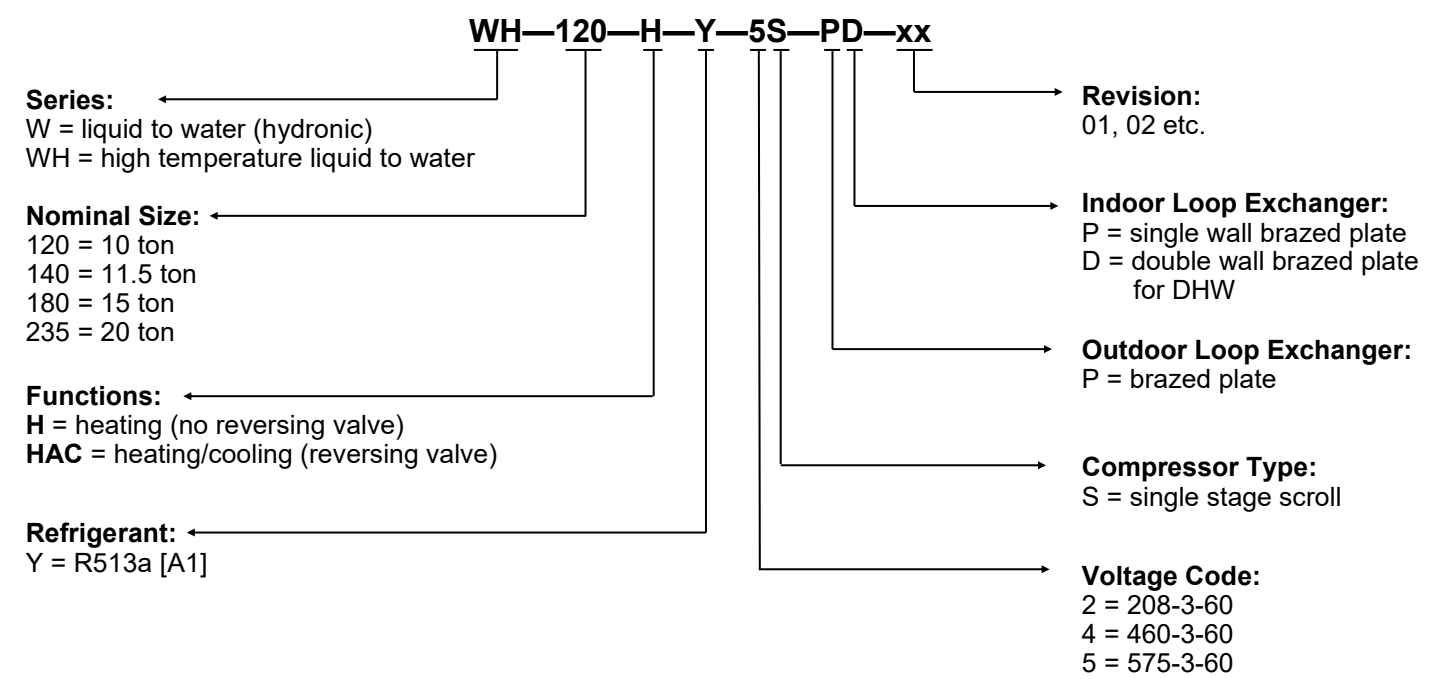 WH—120—H—Y—5S—PD—xx
Series:
W = liquid to water (hydronic)
WH = high temperature liquid to water
Nominal Size:
120 = 10 ton
140 = 11.5 ton
180 = 15 ton
235 = 20 ton
Functions:
H = heating (no reversing valve)
HAC = heating/cooling (reversing valve)
Refrigerant:
Y = R513a [A1]
Revision:
01, 02 etc.
Indoor Loop Exchanger:
P = single wall brazed plate
D = double wall brazed plate
for DHW
Outdoor Loop Exchanger:
P = brazed plate
Compressor Type:
S = single stage scroll
Voltage Code:
2 = 208-3-60
4 = 460-3-60
5 = 575-3-60